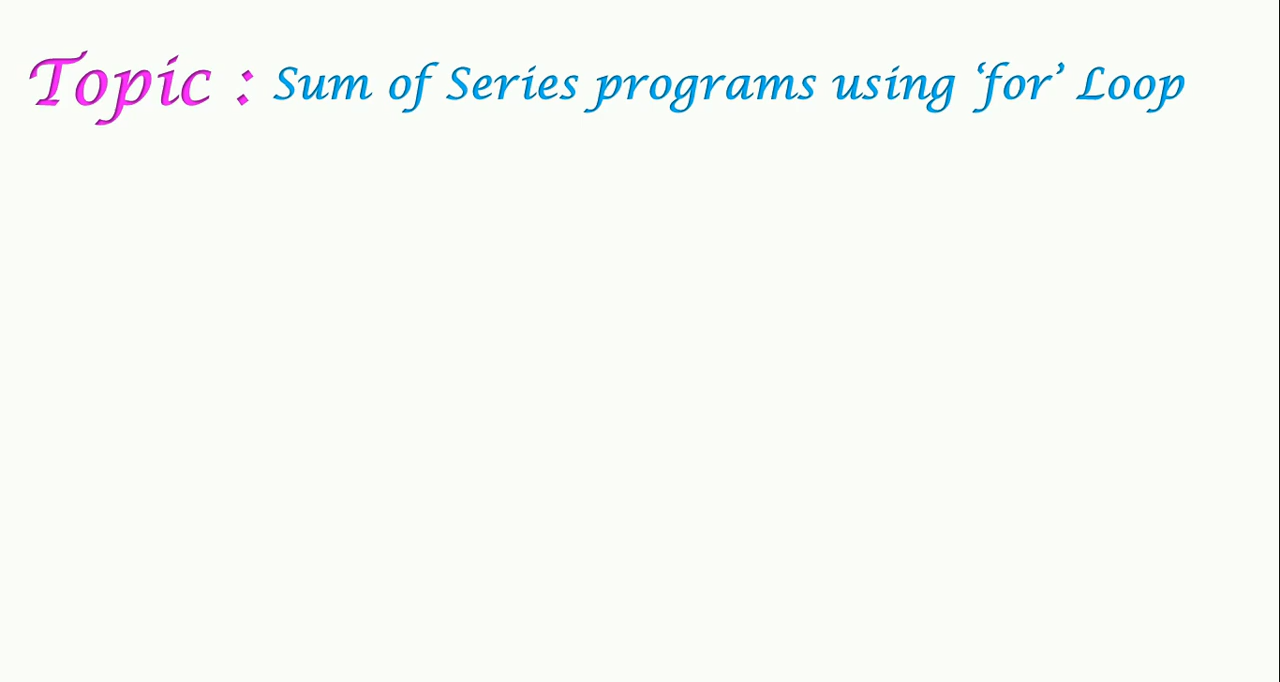 Topic : Sum of Series programs using ‘for’ Loop